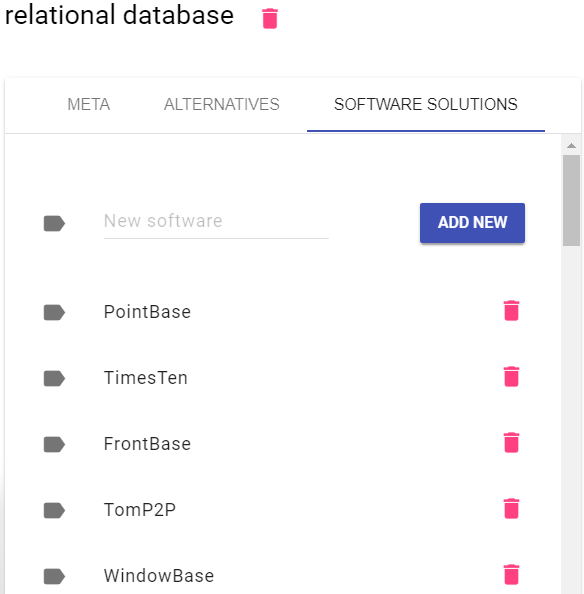 relational database
META ALTERNATIVES SOFTWARE SOLUTIONS
New software ADD NEW
PointBase
TimesTen
FrontBase
TomP2P
WindowBase